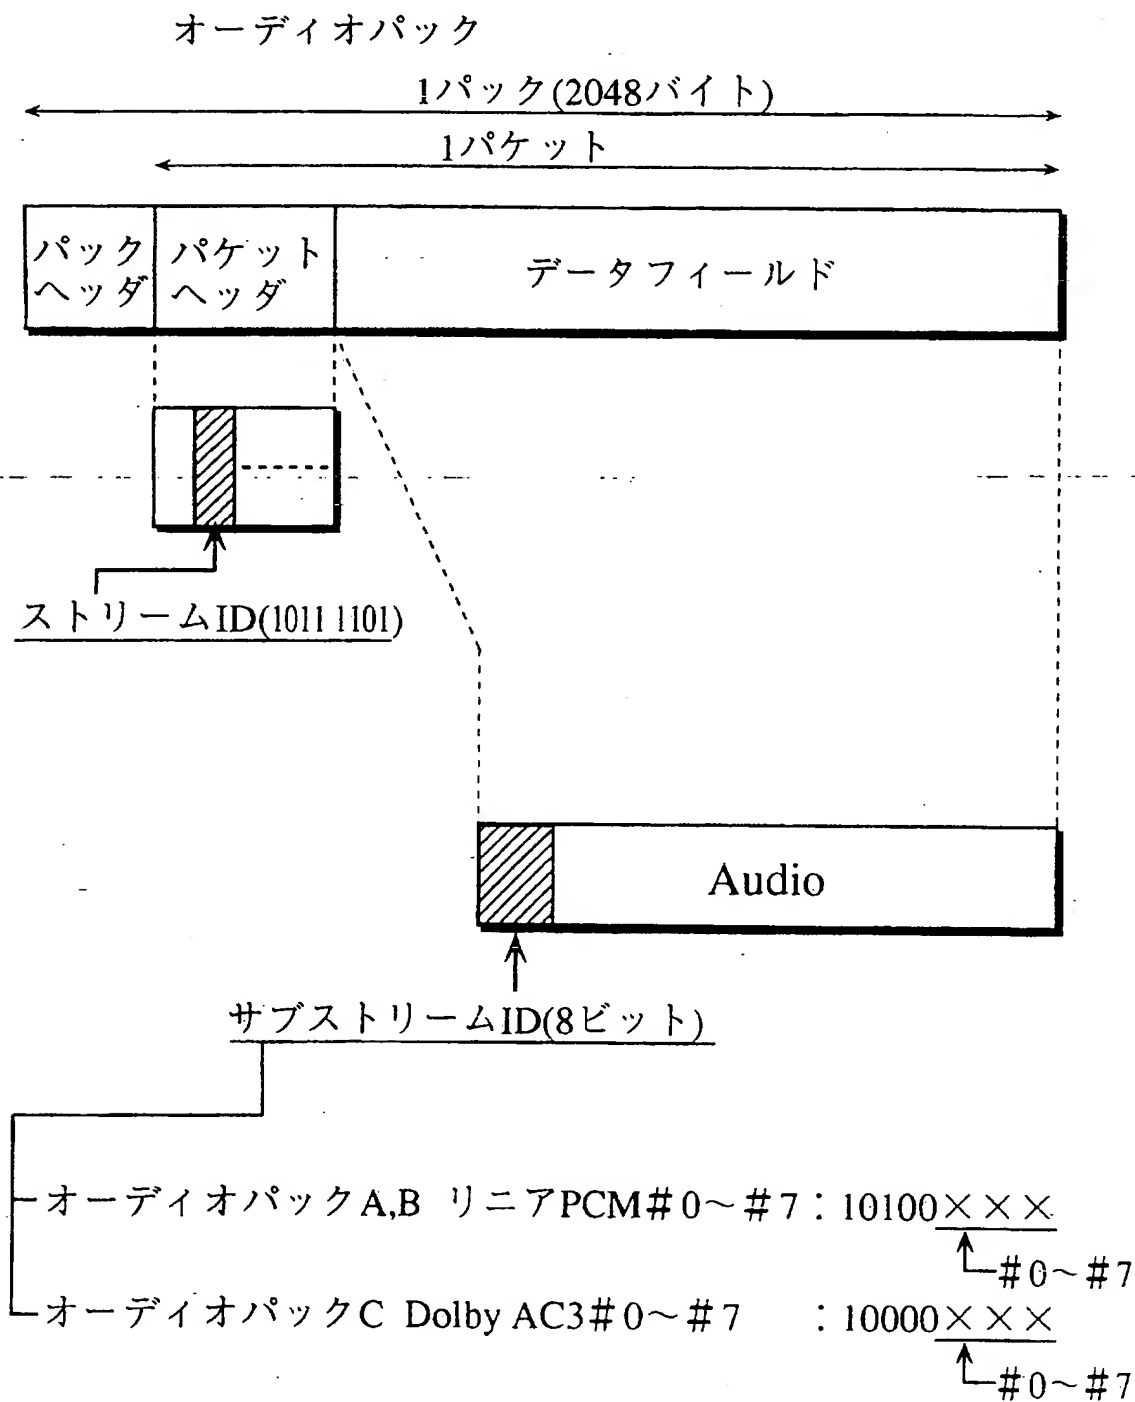 オーディオパック
1パック(2048バイト)
1パケット
パック
ヘッダ
パケット
ヘッダ
データフィールド
ストリームID(1011 1101)
Audio
サブストリームID(8ビット)
オーディオパックA,B リニアPCM#0〜#7:10100×××
#0〜#7
オーディオパックC Dolby AC3#0〜#7 :10000×××
#0〜#7